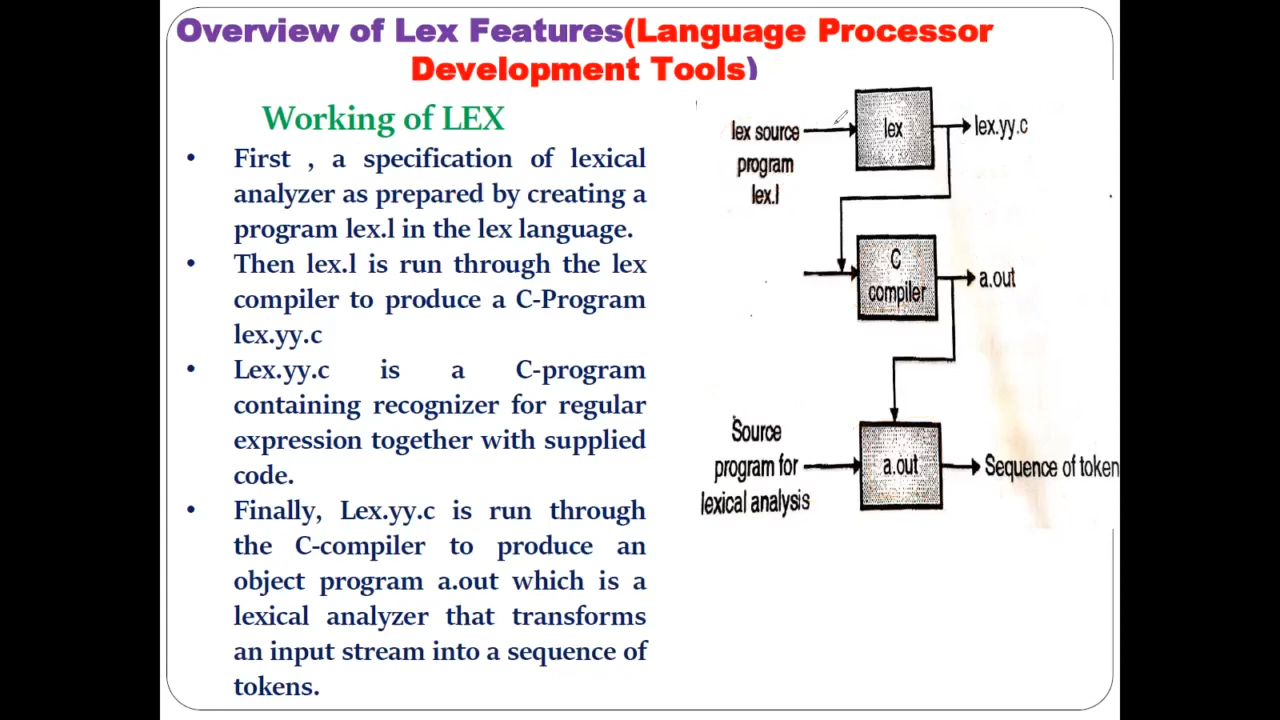 Overview of Lex Features(Language Processor
Development Tools)
Working of LEX
• First , a specification of lexical
analyzer as prepared by creating a
program lex.l in the lex language.
• Then lex.l is run through the lex
compiler to produce a C-Program
lex.yy.c
• Lex.yy.c is a C-program
containing recognizer for regular
expression together with supplied
code.
• Finally, Lex.yy.c is run through
the C-compiler to produce an
object program a.out which is a
lexical analyzer that transforms
an input stream into a sequence of
tokens.
lex source
program
lex.l
lex
lex.yy.c
C
compiler
a.out
Source
program for
lexical analysis
a.out
Sequence of token